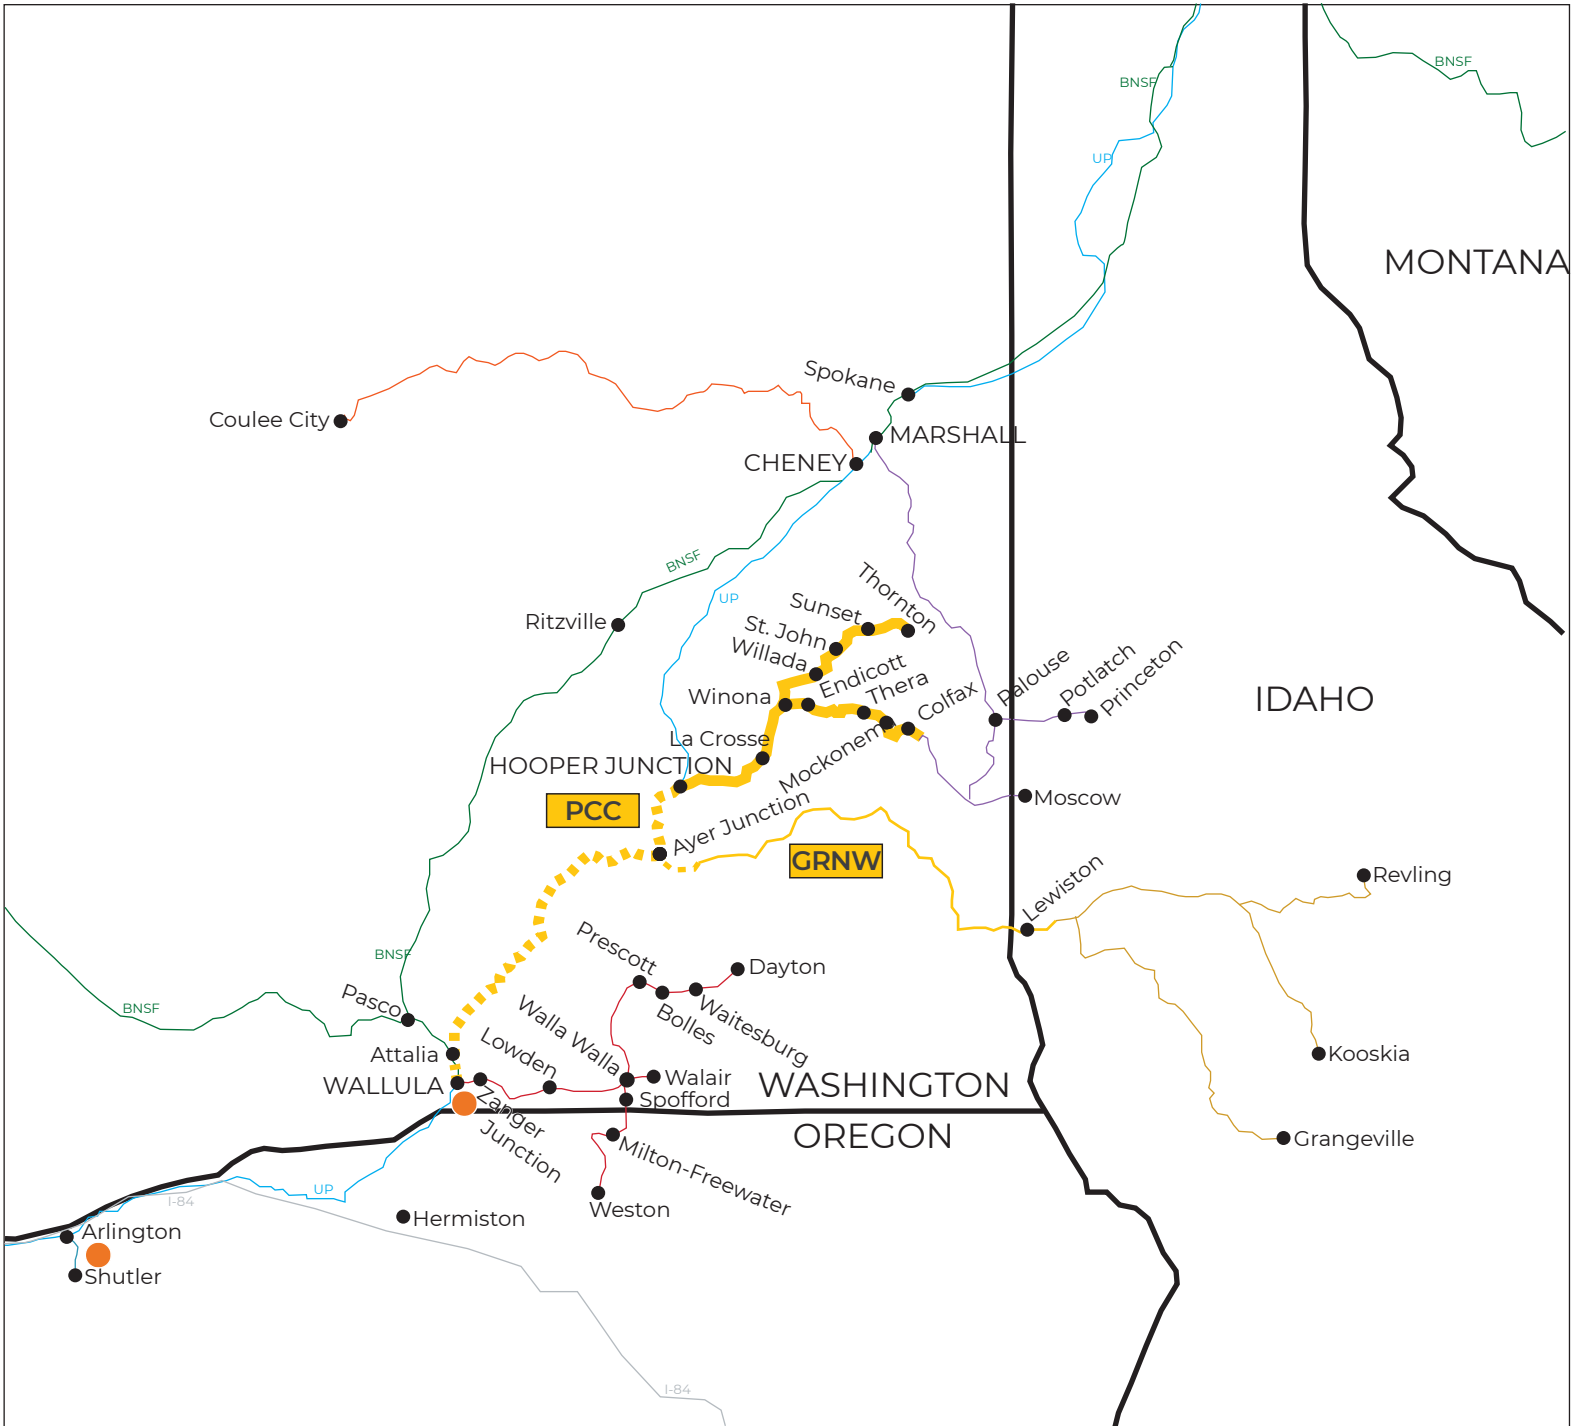 BNSF
BNSF
UP
MONTANA
Spokane
Coulee City
MARSHALL
CHENEY
BNSF
Thornton
UP
Sunset
Ritzville
St. John
Willada
Endicott
Palouse
Potlatch
Princeton
Winona
Thera
Colfax
IDAHO
La Crosse
HOOPER JUNCTION
Mockonem
Moscow
PCC
Ayer Junction
GRNW
Lewiston
Revling
Prescott
BNSF
Dayton
Pasco
BNSF
Bolles
Waitesburg
Walla Walla
Lowden
Attalia
Kooskia
WALLULA
Walair
WASHINGTON
Spofford
Zanger
Junction
OREGON
Grangeville
Milton-Freewater
UP
I-84
Weston
Hermiston
Arlington
Shutler
I-84